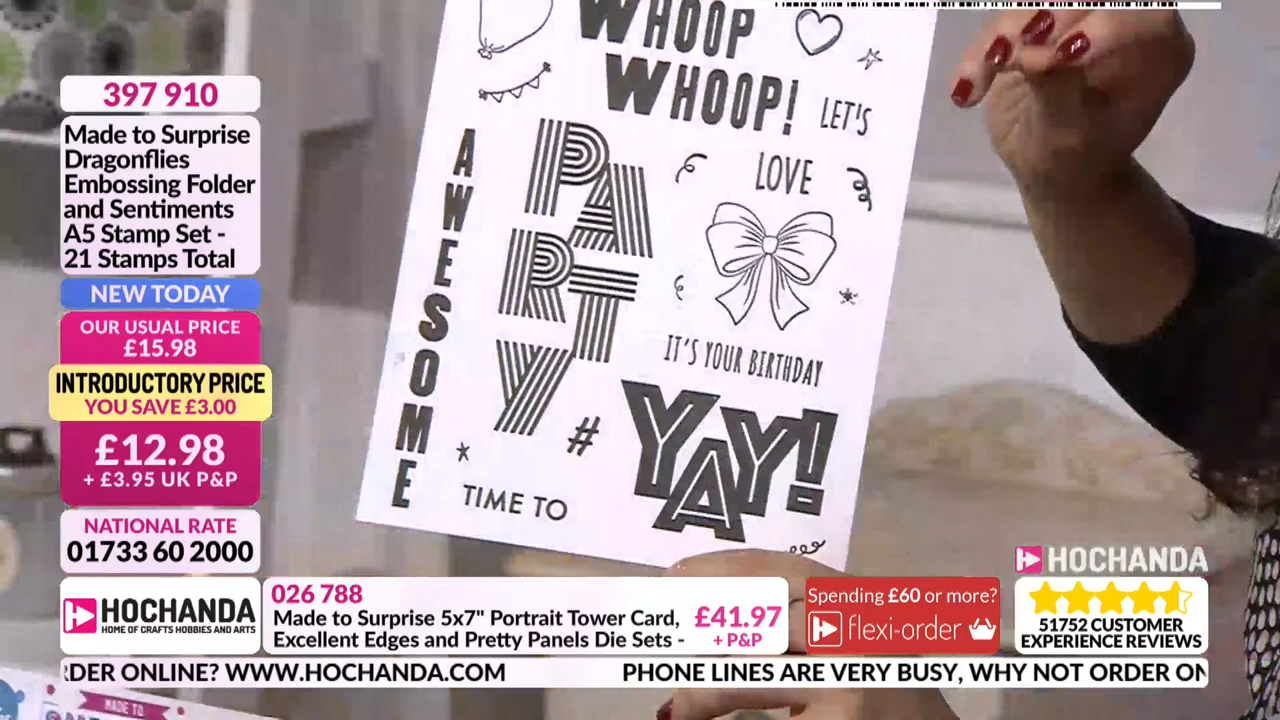 397 910
Made to Surprise
Dragonflies
Embossing Folder
and Sentiments
A5 Stamp Set -
21 Stamps Total
NEW TODAY
OUR USUAL PRICE
£15.98
INTRODUCTORY PRICE
YOU SAVE £3.00
£12.98
+ £3.95 UK P&P
NATIONAL RATE
01733 60 2000
WHOOP
WHOOP!
LET'S
LOVE
AWESOME
PARTY
IT'S YOUR BIRTHDAY
#
YAY!
TIME TO
HOCHANDA
HOCHANDA
HOME OF CRAFTS HOBBIES AND ARTS
026 788
Made to Surprise 5x7" Portrait Tower Card,
Excellent Edges and Pretty Panels Die Sets -
£41.97
+ P&P
Spending £60 or more?
flexi-order
51752 CUSTOMER
EXPERIENCE REVIEWS
RDER ONLINE? WWW.HOCHANDA.COM PHONE LINES ARE VERY BUSY, WHY NOT ORDER ON
MADE TO